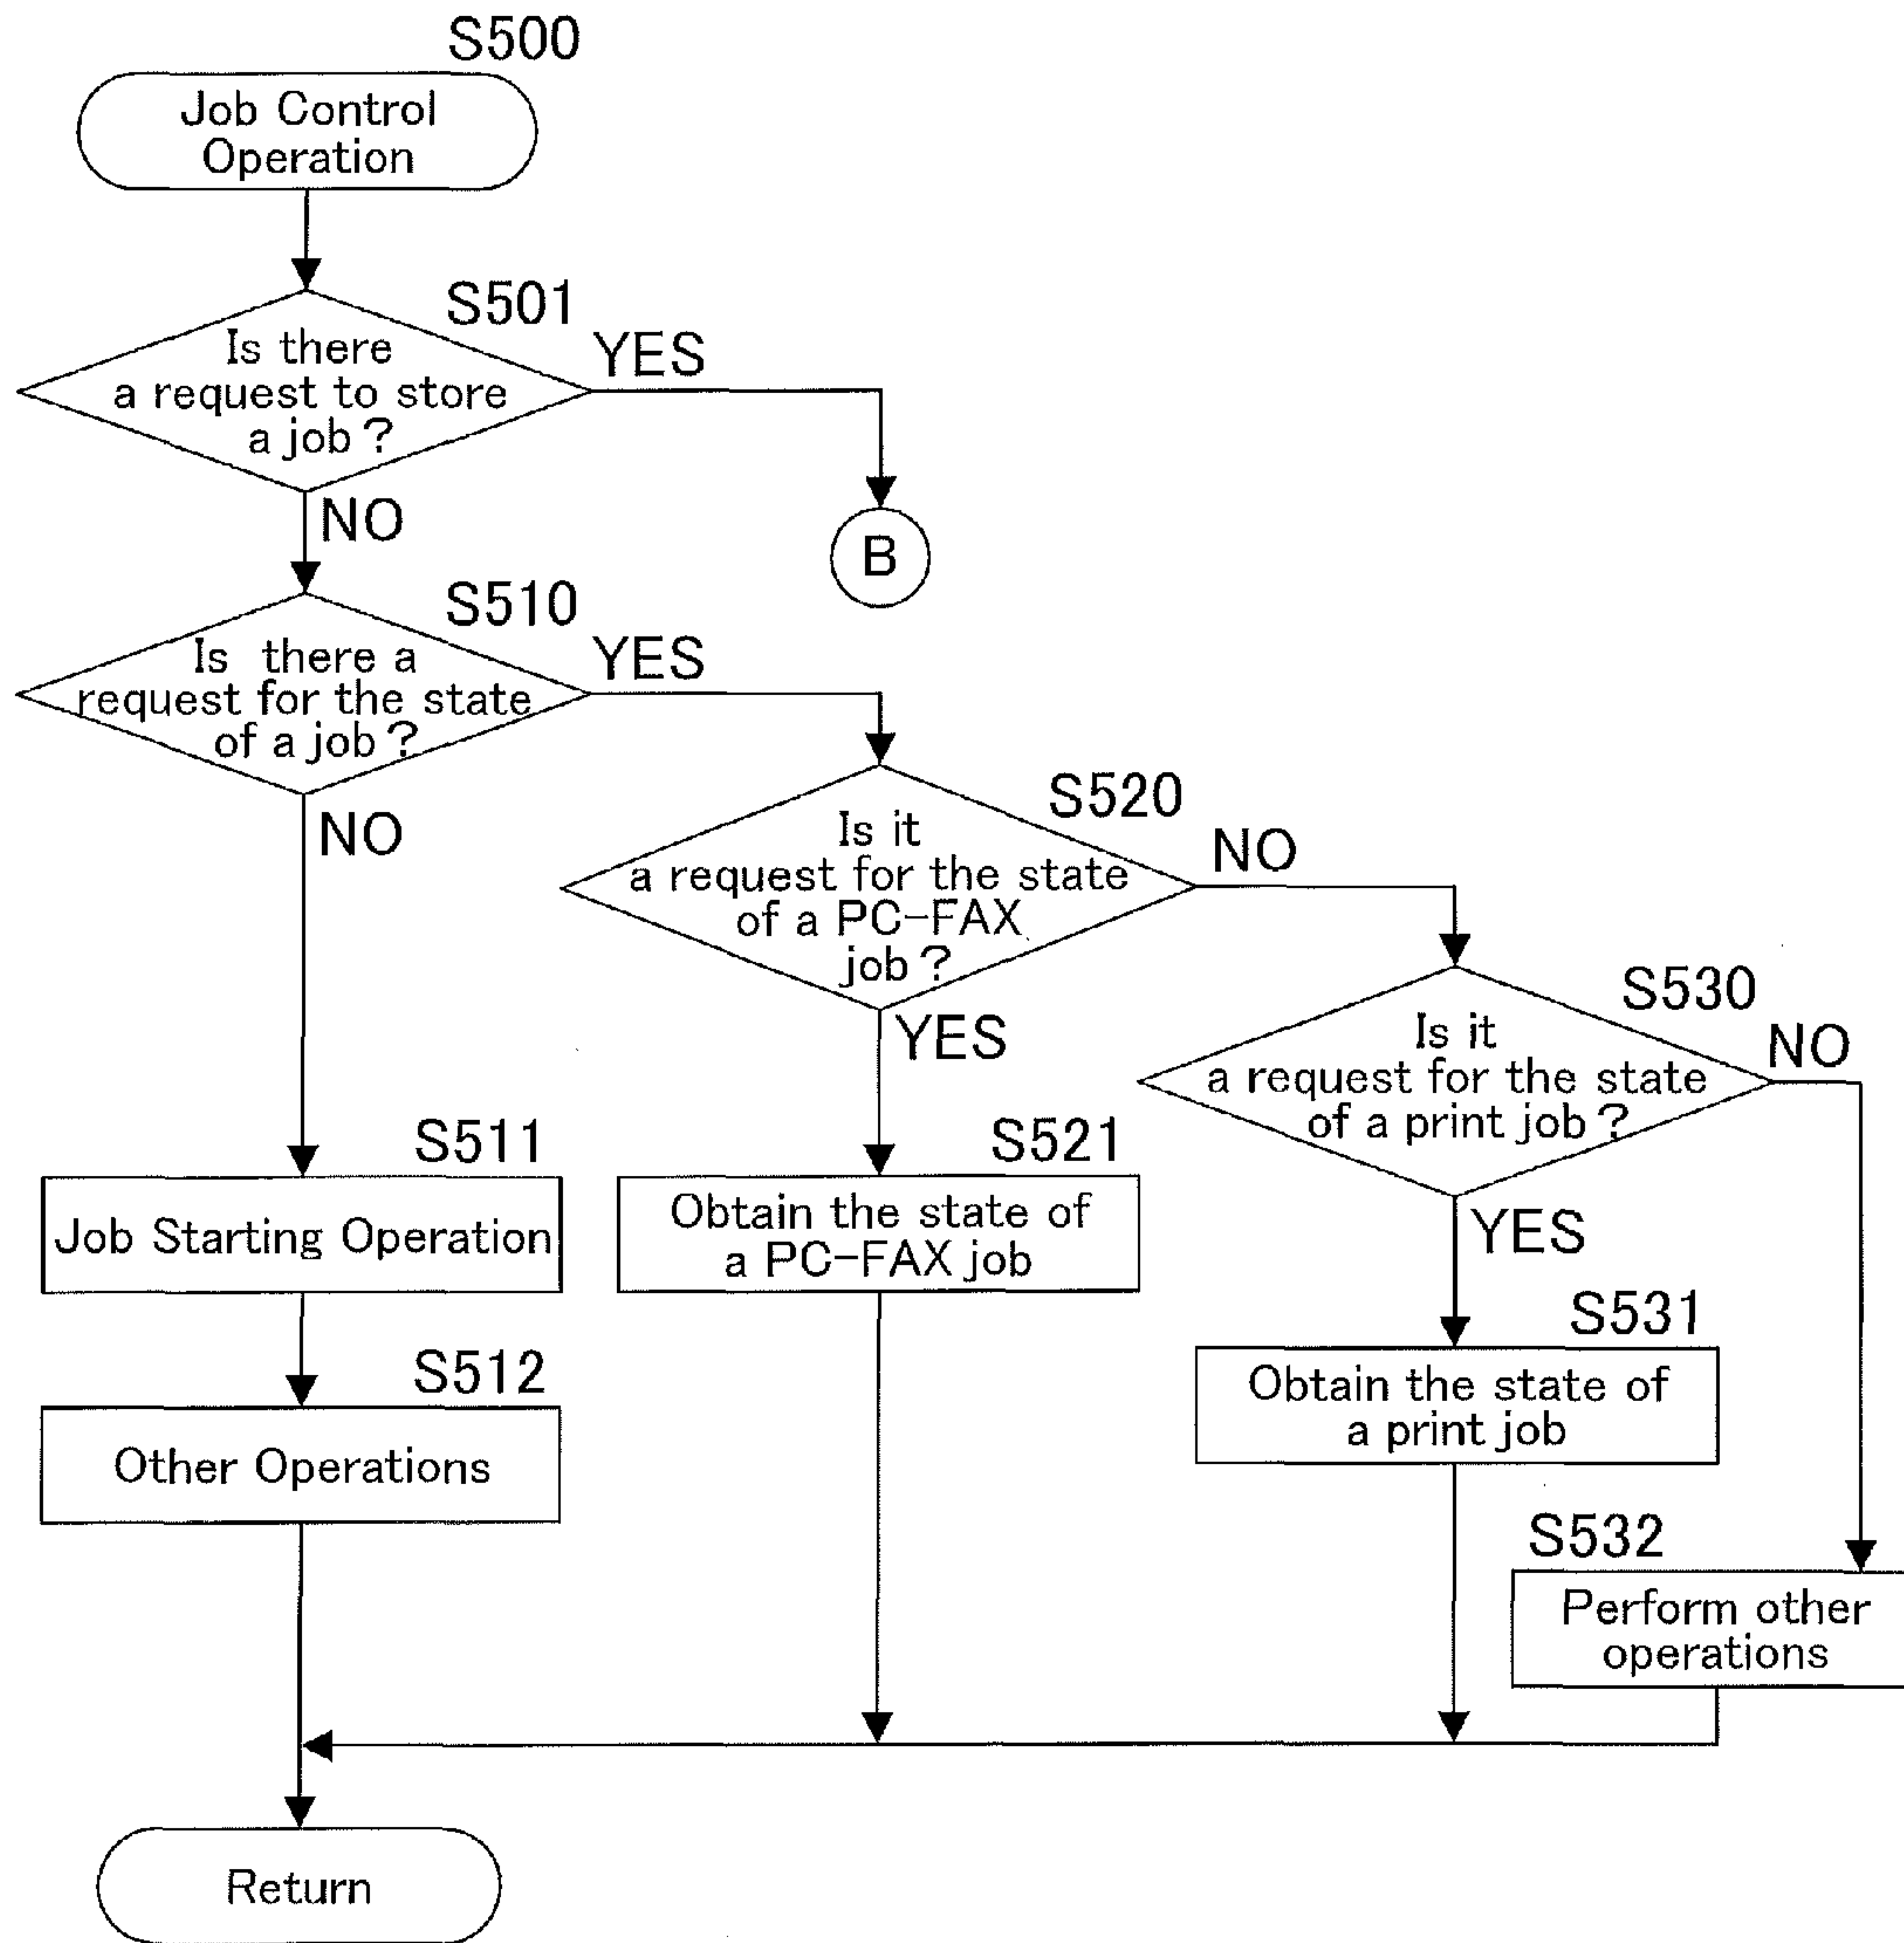 S500
Job Control
Operation
S501
Is there
a request to store
a job?
YES
NO
B
S510
Is there a
request for the state
of a job?
YES
NO
S520
Is it
a request for the state
of a PC-FAX
job?
NO
YES
S530
Is it
a request for the state
of a print job?
NO
YES
S511
Job Starting Operation
S521
Obtain the state of
a PC-FAX job
S531
Obtain the state of
a print job
S512
Other Operations
S532
Perform other
operations
Return